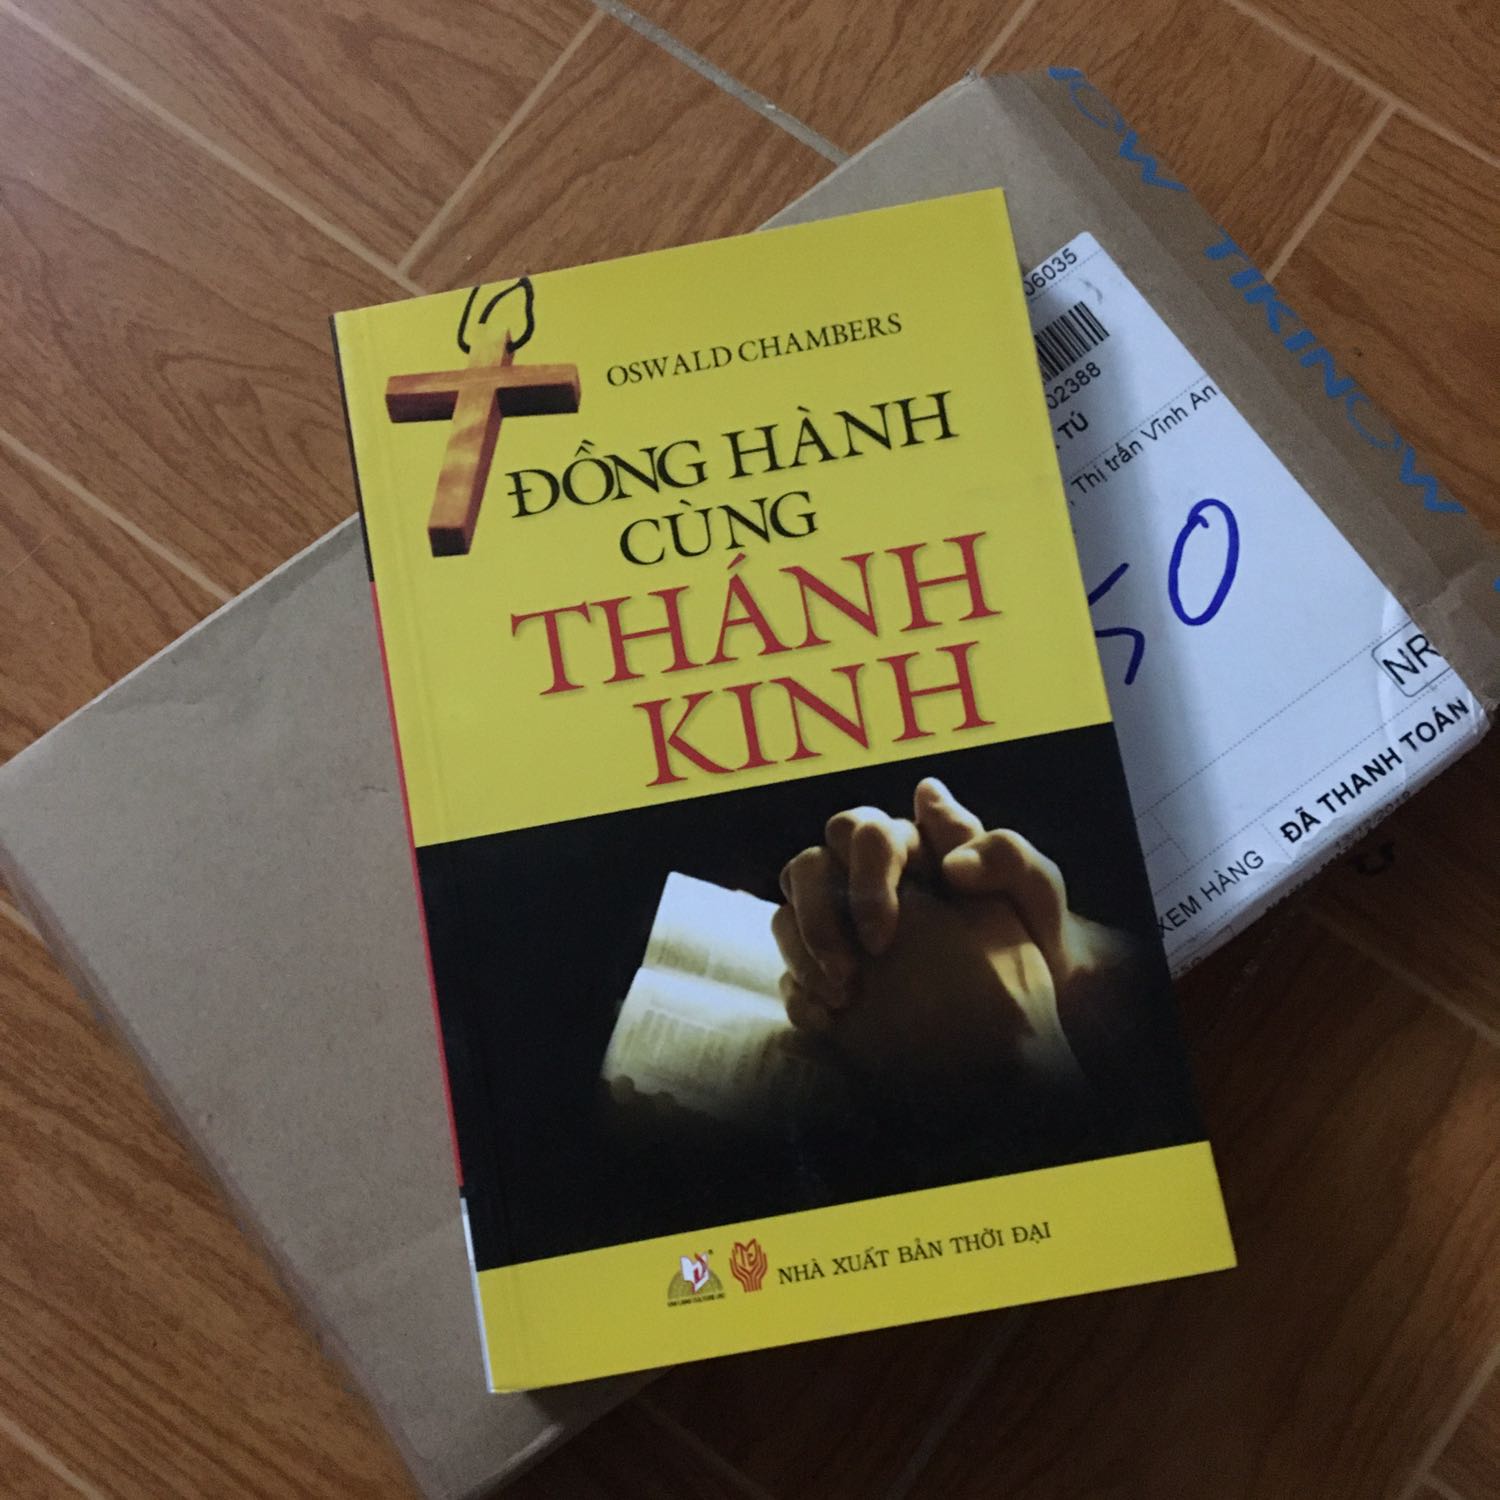 OSWALD CHAMBERS
ĐỒNG HÀNH
CÙNG
THÁNH
KINH
NHÀ XUẤT BẢN THỜI ĐẠI
06035
02388
TÚ
Thị trấn Vĩnh An
50
NR
XEM HÀNG
ĐÃ THANH TOÁN
NOW TIKINOW